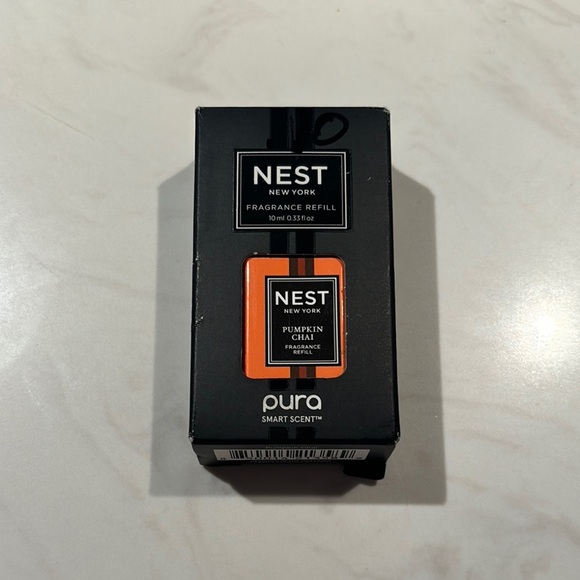 NEST
NEW YORK
FRAGRANCE REFILL
10 ml 0.33 fl oz
NEST
NEW YORK
PUMPKIN
CHAI
FRAGRANCE
REFILL
pura
SMART SCENT™